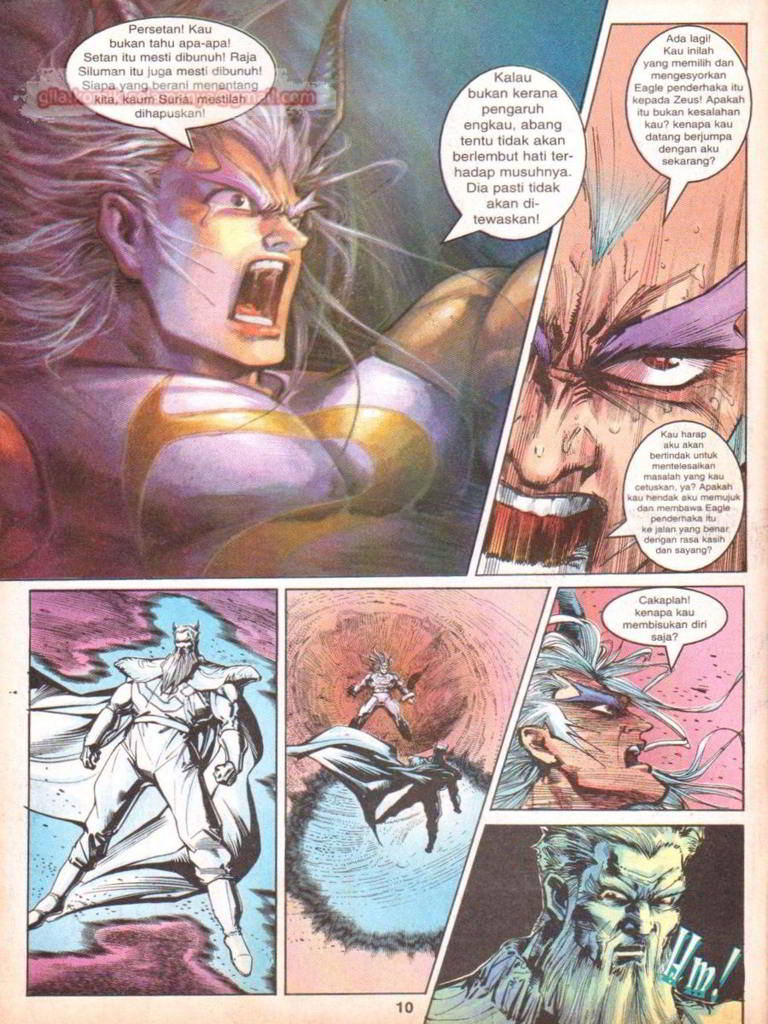 Persetan! Kau
bukan tahu apa-apa!
Setan itu mesti dibunuh! Raja
Siluman itu juga mesti dibunuh!
Siapa yang berani menentang
kita, kaum Suria, mestilah
dihapuskan!
Kalau
bukan kerana
pengaruh
engkau, abang
tentu tidak akan
berlembut hati ter-
hadap musuhnya.
Dia pasti tidak
akan di-
tewaskan!
Ada lagi!
Kau inilah
yang memilih dan
mengesyorkan
Eagle penderhaka itu
kepada Zeus! Apakah
itu bukan kesalahan
kau? kenapa kau
datang berjumpa
dengan aku
sekarang?
Kau harap
aku akan
bertindak untuk
mentelesaikan
masalah yang kau
cetuskan, ya? Apakah
kau hendak aku memujuk
dan membawa Eagle
penderhaka itu
ke jalan yang benar
dengan rasa kasih
dan sayang?
Cakaplah!
kenapa kau
membisukan diri
saja?
Hm!
10